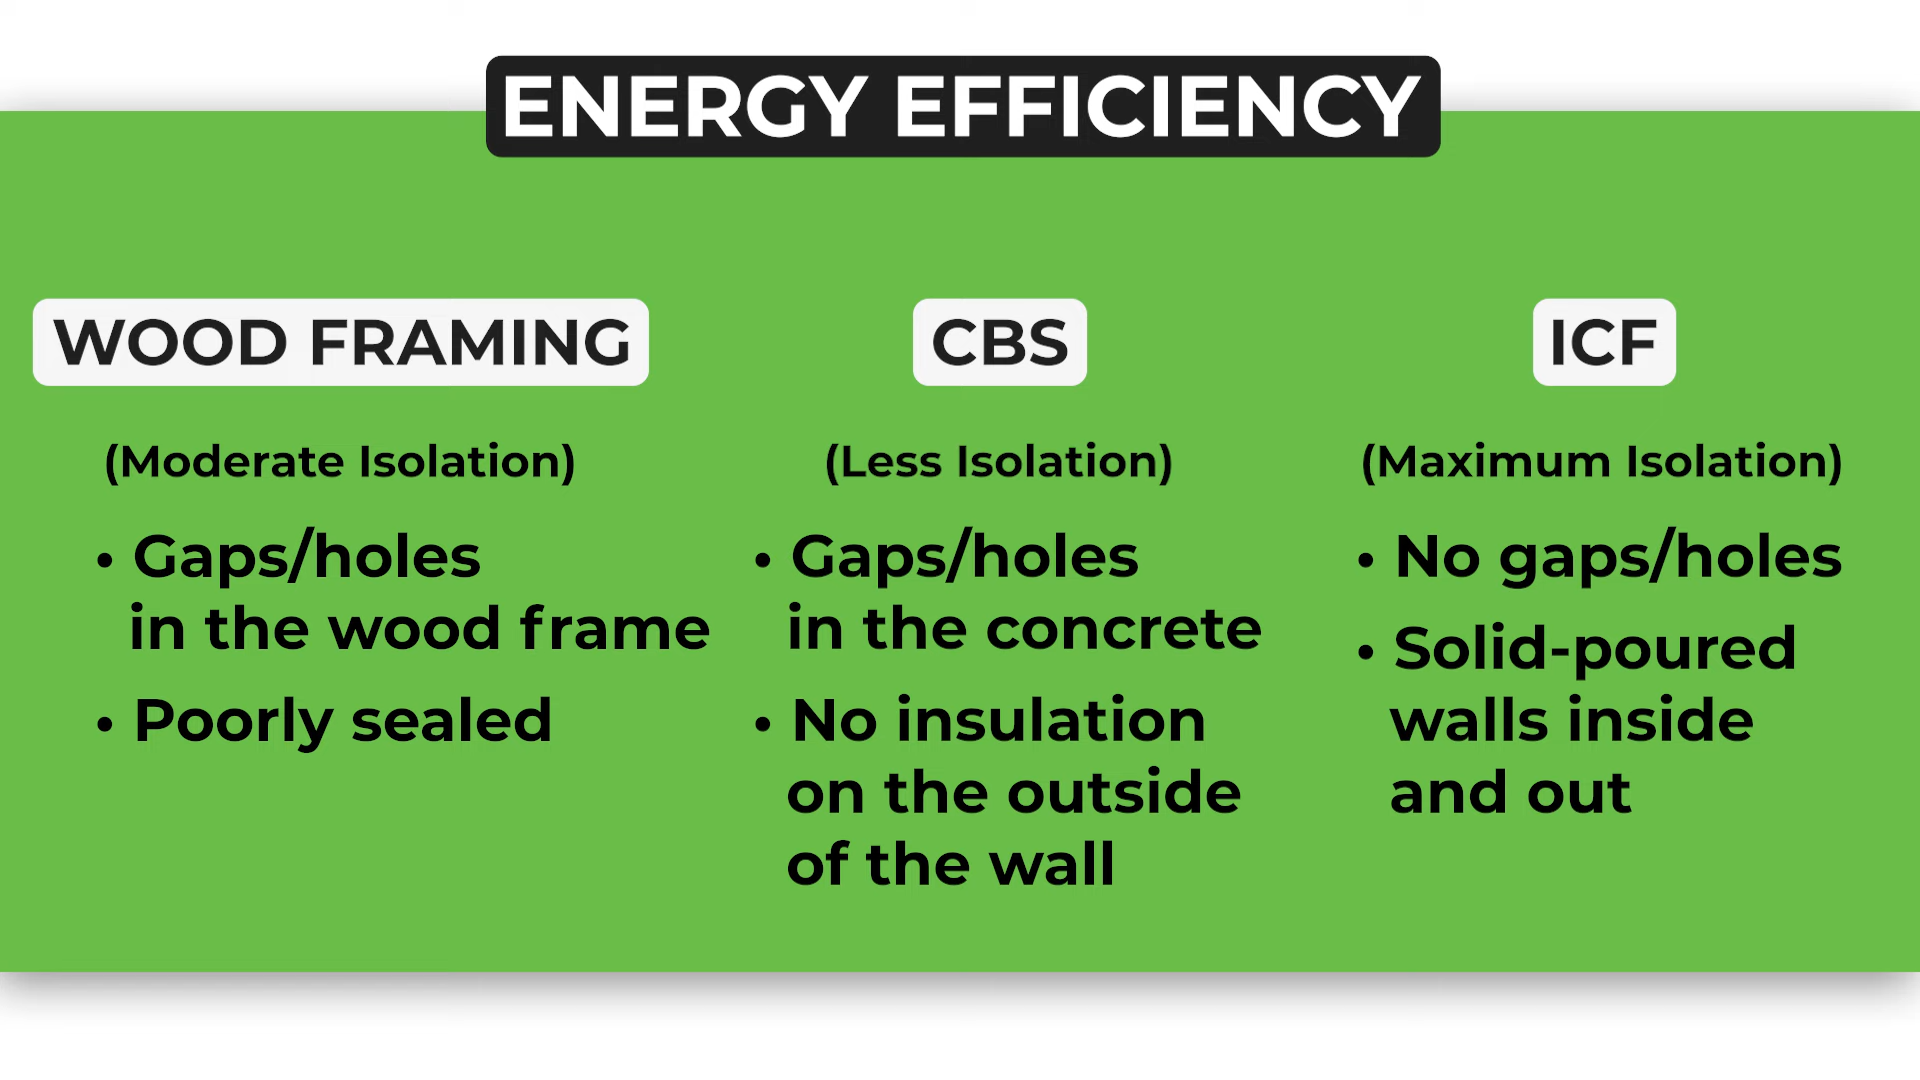 ENERGY EFFICIENCY
WOOD FRAMING
(Moderate Isolation)
• Gaps/holes
in the wood frame
• Poorly sealed
CBS
(Less Isolation)
• Gaps/holes
in the concrete
• No insulation
on the outside
of the wall
ICF
(Maximum Isolation)
• No gaps/holes
• Solid-poured
walls inside
and out